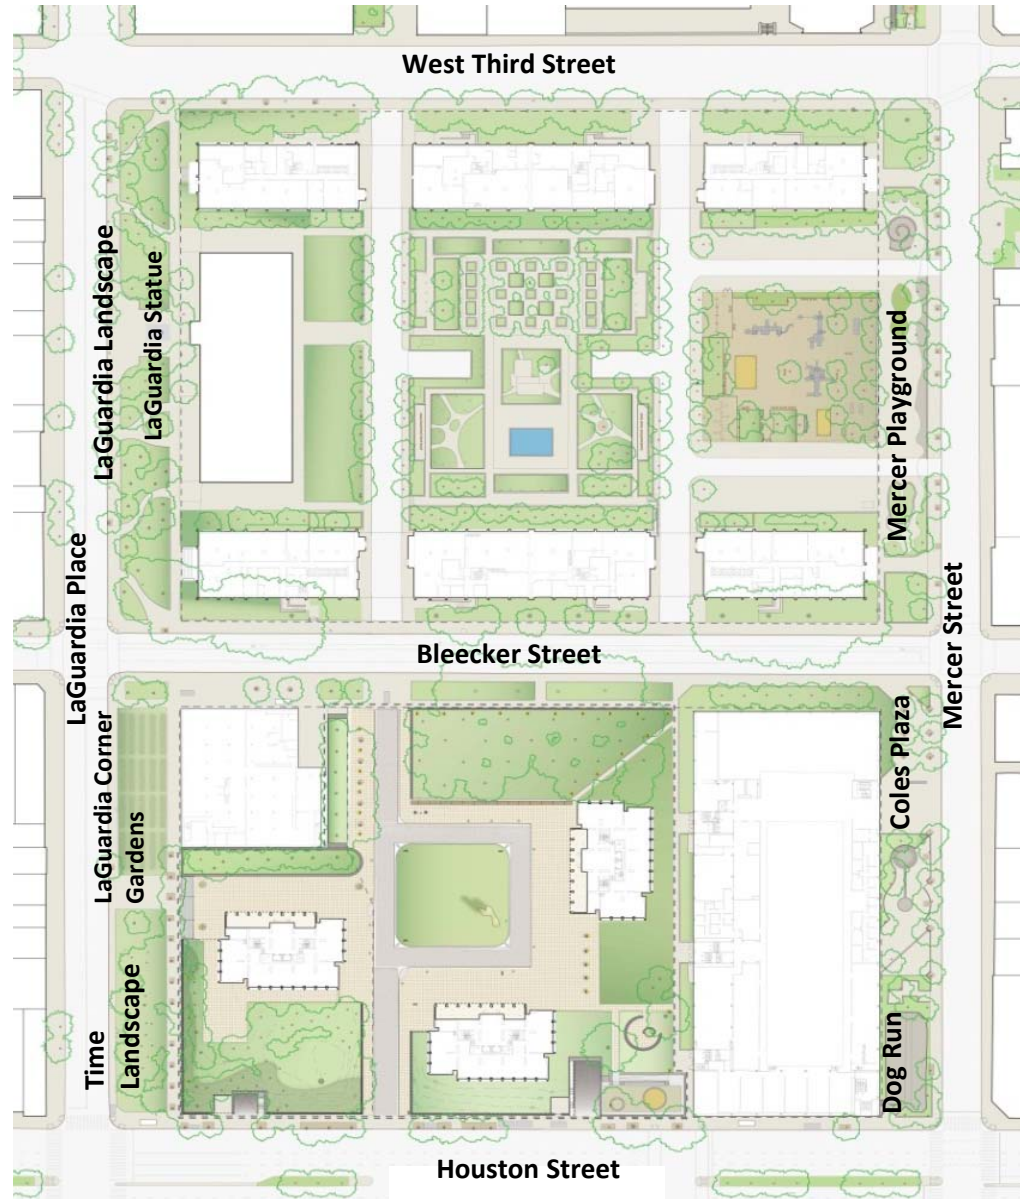 West Third Street
LaGuardia Landscape
LaGuardia Statue
Mercer Playground
LaGuardia Place
Bleecker Street
Mercer Street
LaGuardia Corner
Gardens
Coles Plaza
Time
Landscape
Dog Run
Houston Street